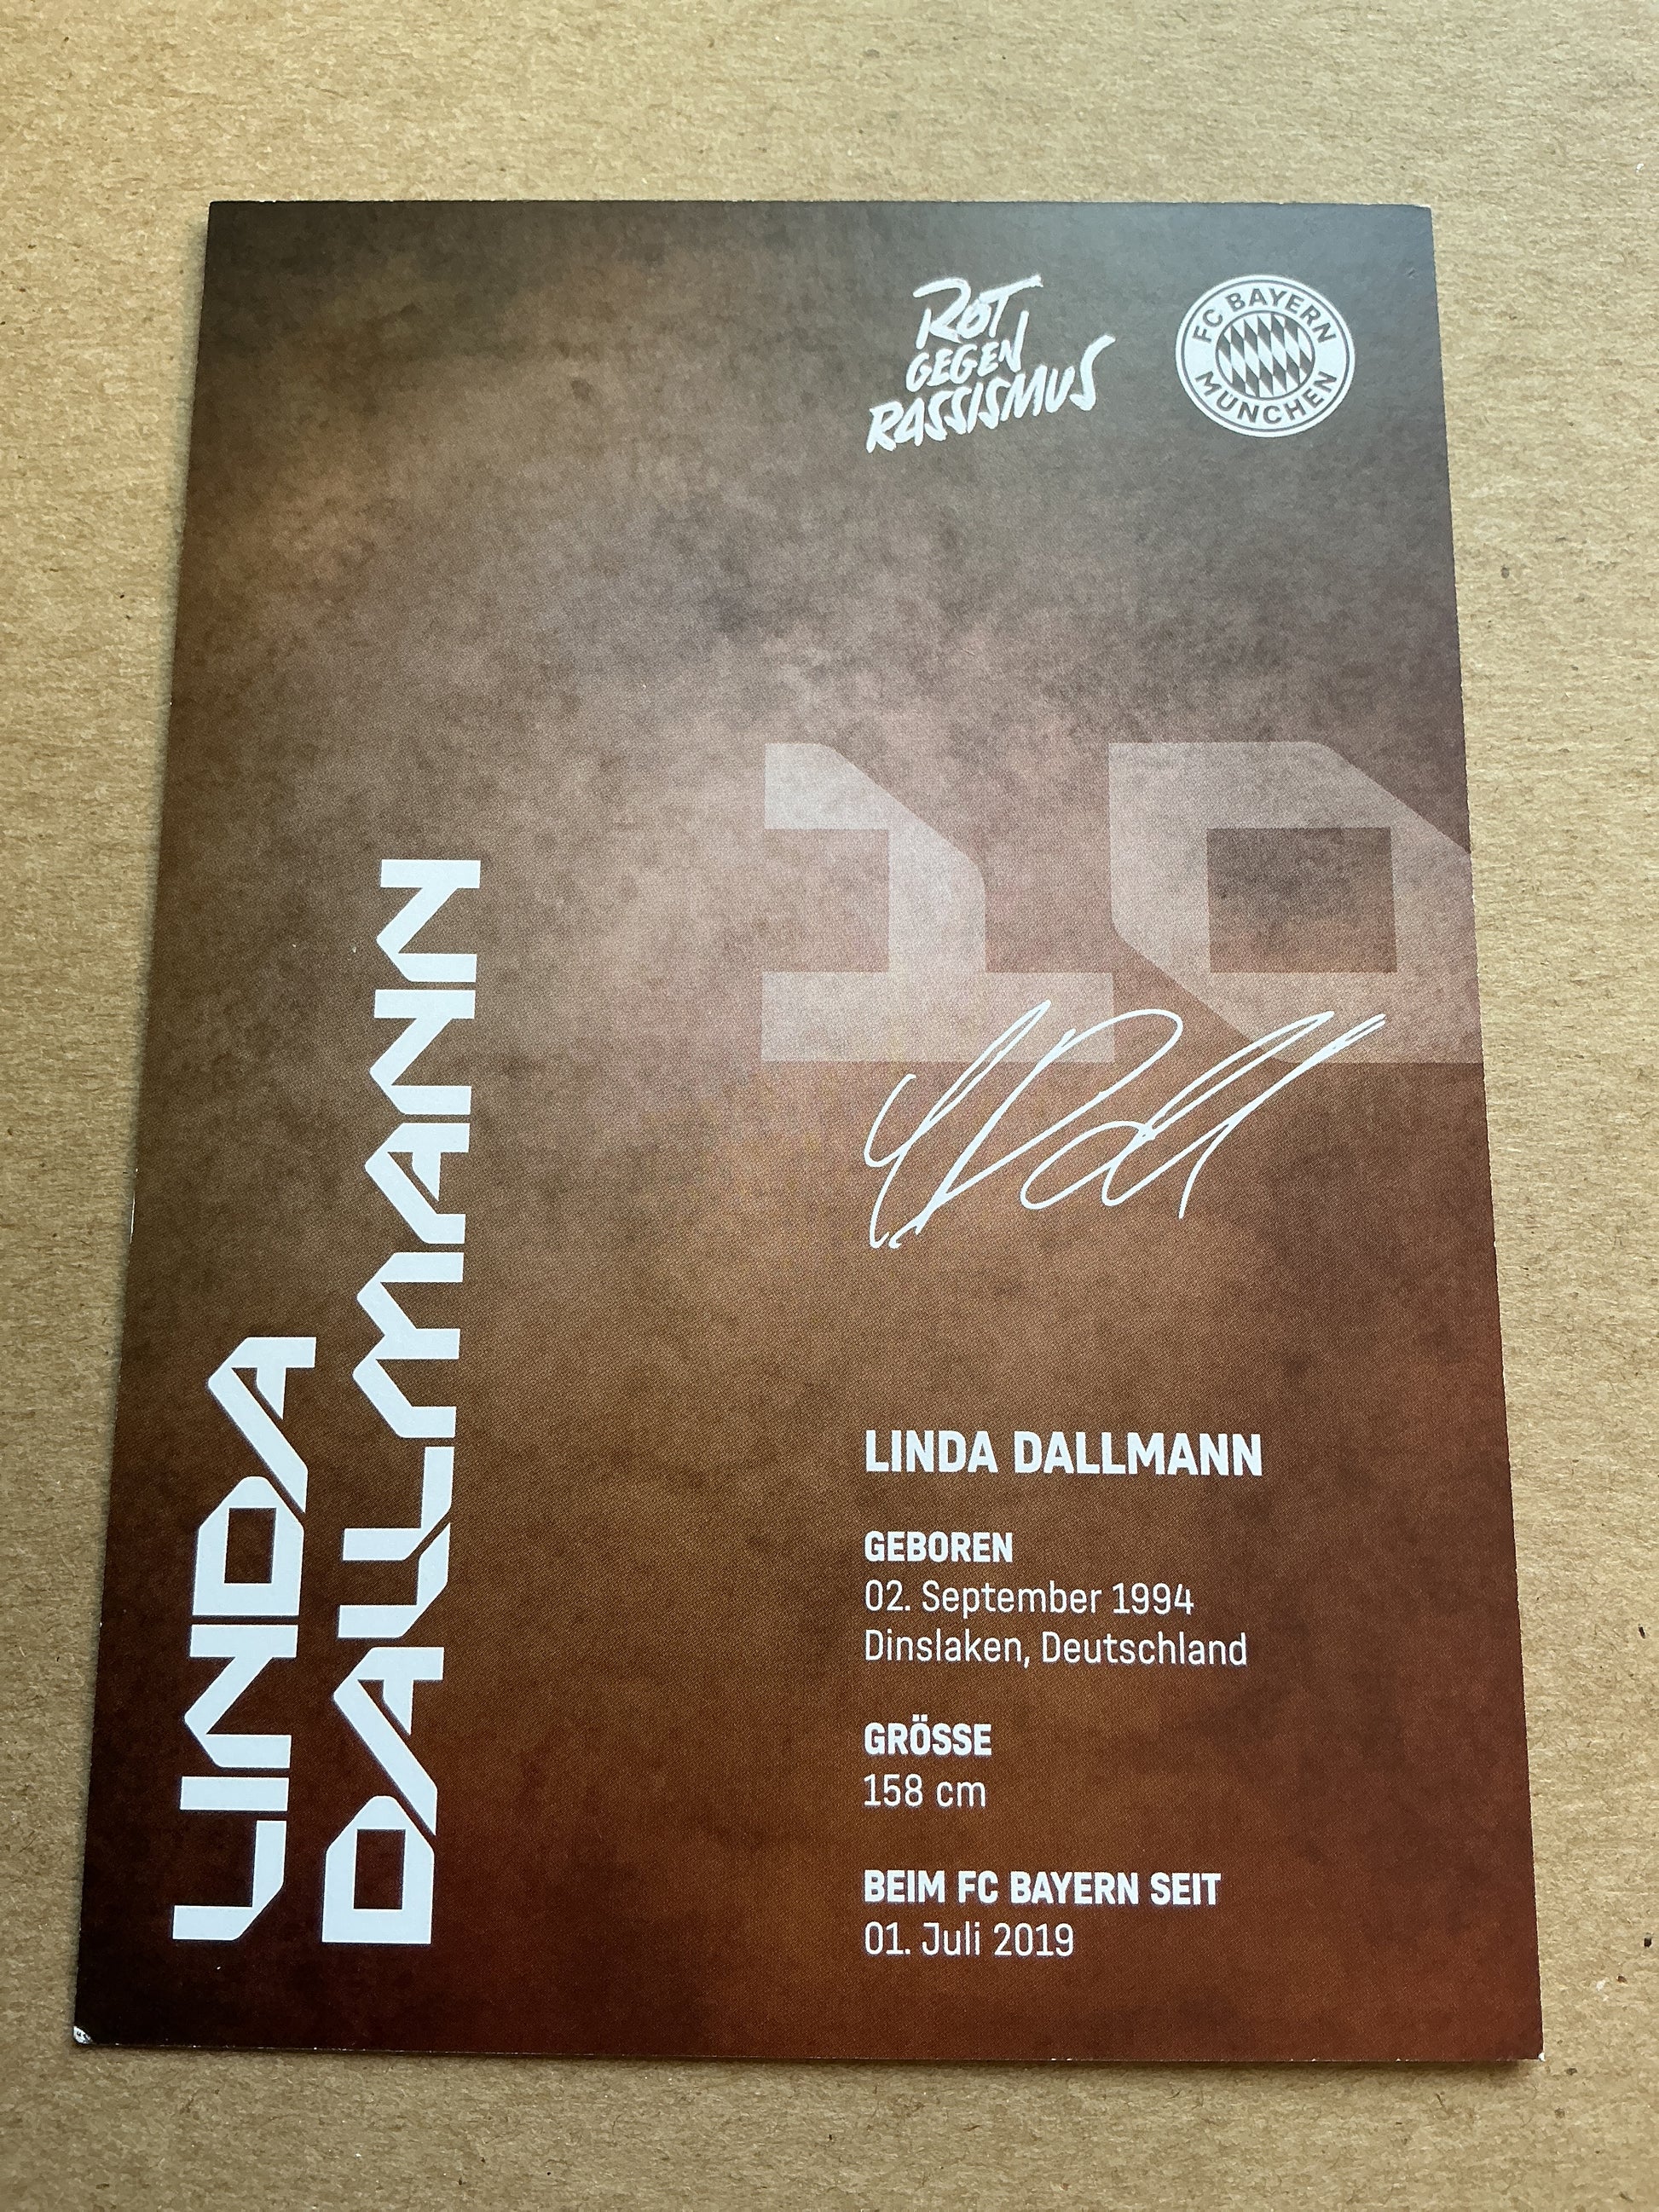 ROT
GEGEN
RASSISMUS
FC BAYERN
MÜNCHEN
10
LINDA
DALLMANN
LINDA DALLMANN
GEBOREN
02. September 1994
Dinslaken, Deutschland
GRÖSSE
158 cm
BEIM FC BAYERN SEIT
01. Juli 2019